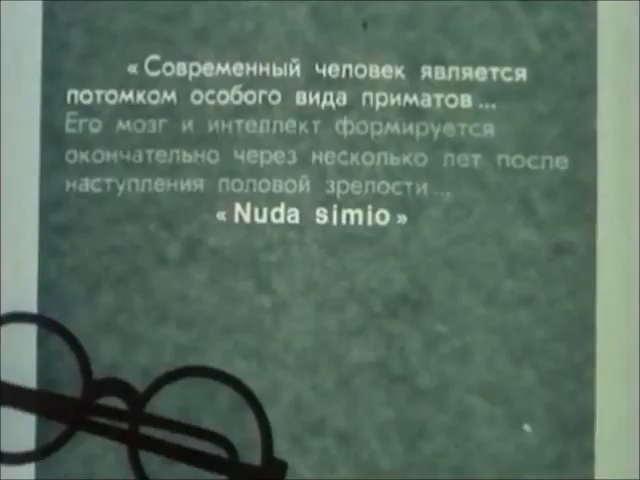 «Современный человек является
потомком особого вида приматов...
Его мозг и интеллект формируется
окончательно через несколько лет после
наступления половой зрелости...
«Nuda simio»